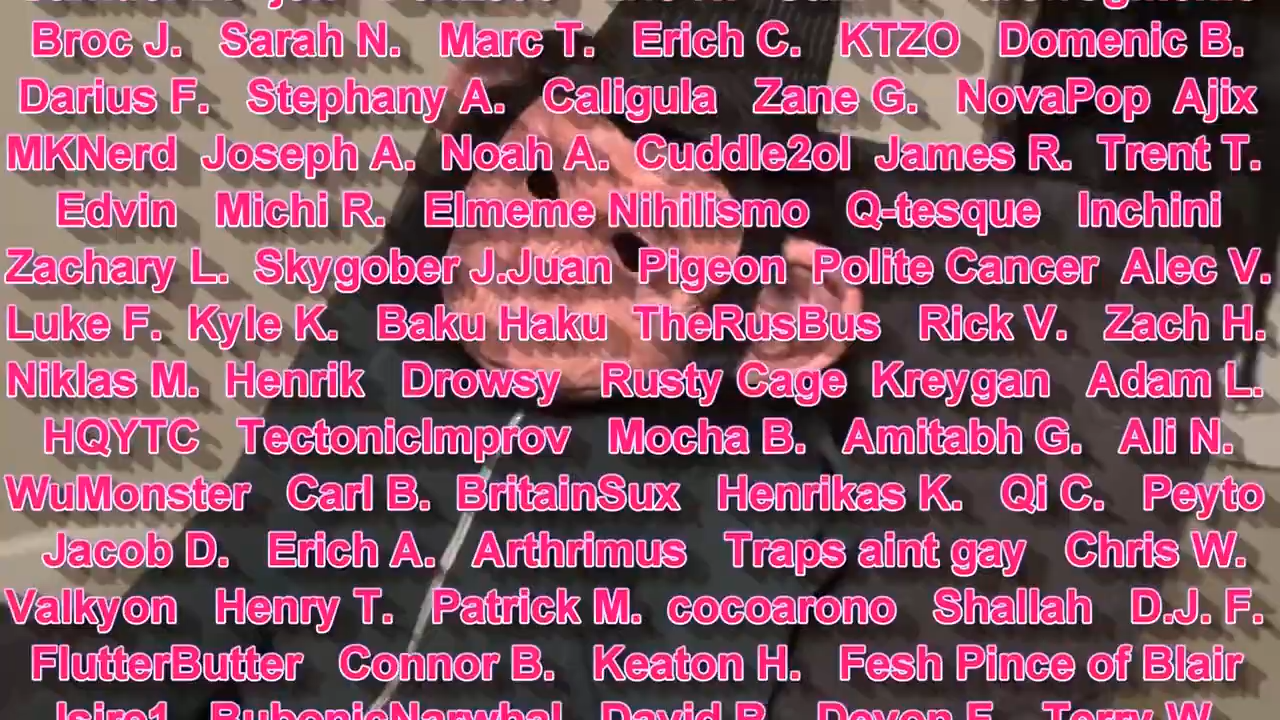 Broc J. Sarah N. Marc T. Erich C. KTZO Domenic B.
Darius F. Stephany A. Caligula Zane G. NovaPop Ajix
MKNerd Joseph A. Noah A. Cuddle2ol James R. Trent T.
Edvin Michi R. Elmeme Nihilismo Q-tesque Inchini
Zachary L. Skygober J.Juan Pigeon Polite Cancer Alec V.
Luke F. Kyle K. Baku Haku TheRusBus Rick V. Zach H.
Niklas M. Henrik Drowsy Rusty Cage Kreygan Adam L.
HQYTC TectonicImprov Mocha B. Amitabh G. Ali N.
WuMonster Carl B. BritainSux Henrikas K. Qi C. Peyto
Jacob D. Erich A. Arthrimus Traps aint gay Chris W.
Valkyon Henry T. Patrick M. cocoarono Shallah D.J. F.
FlutterButter Connor B. Keaton H. Fesh Pince of Blair
BubonicNarwhal David Terry W.